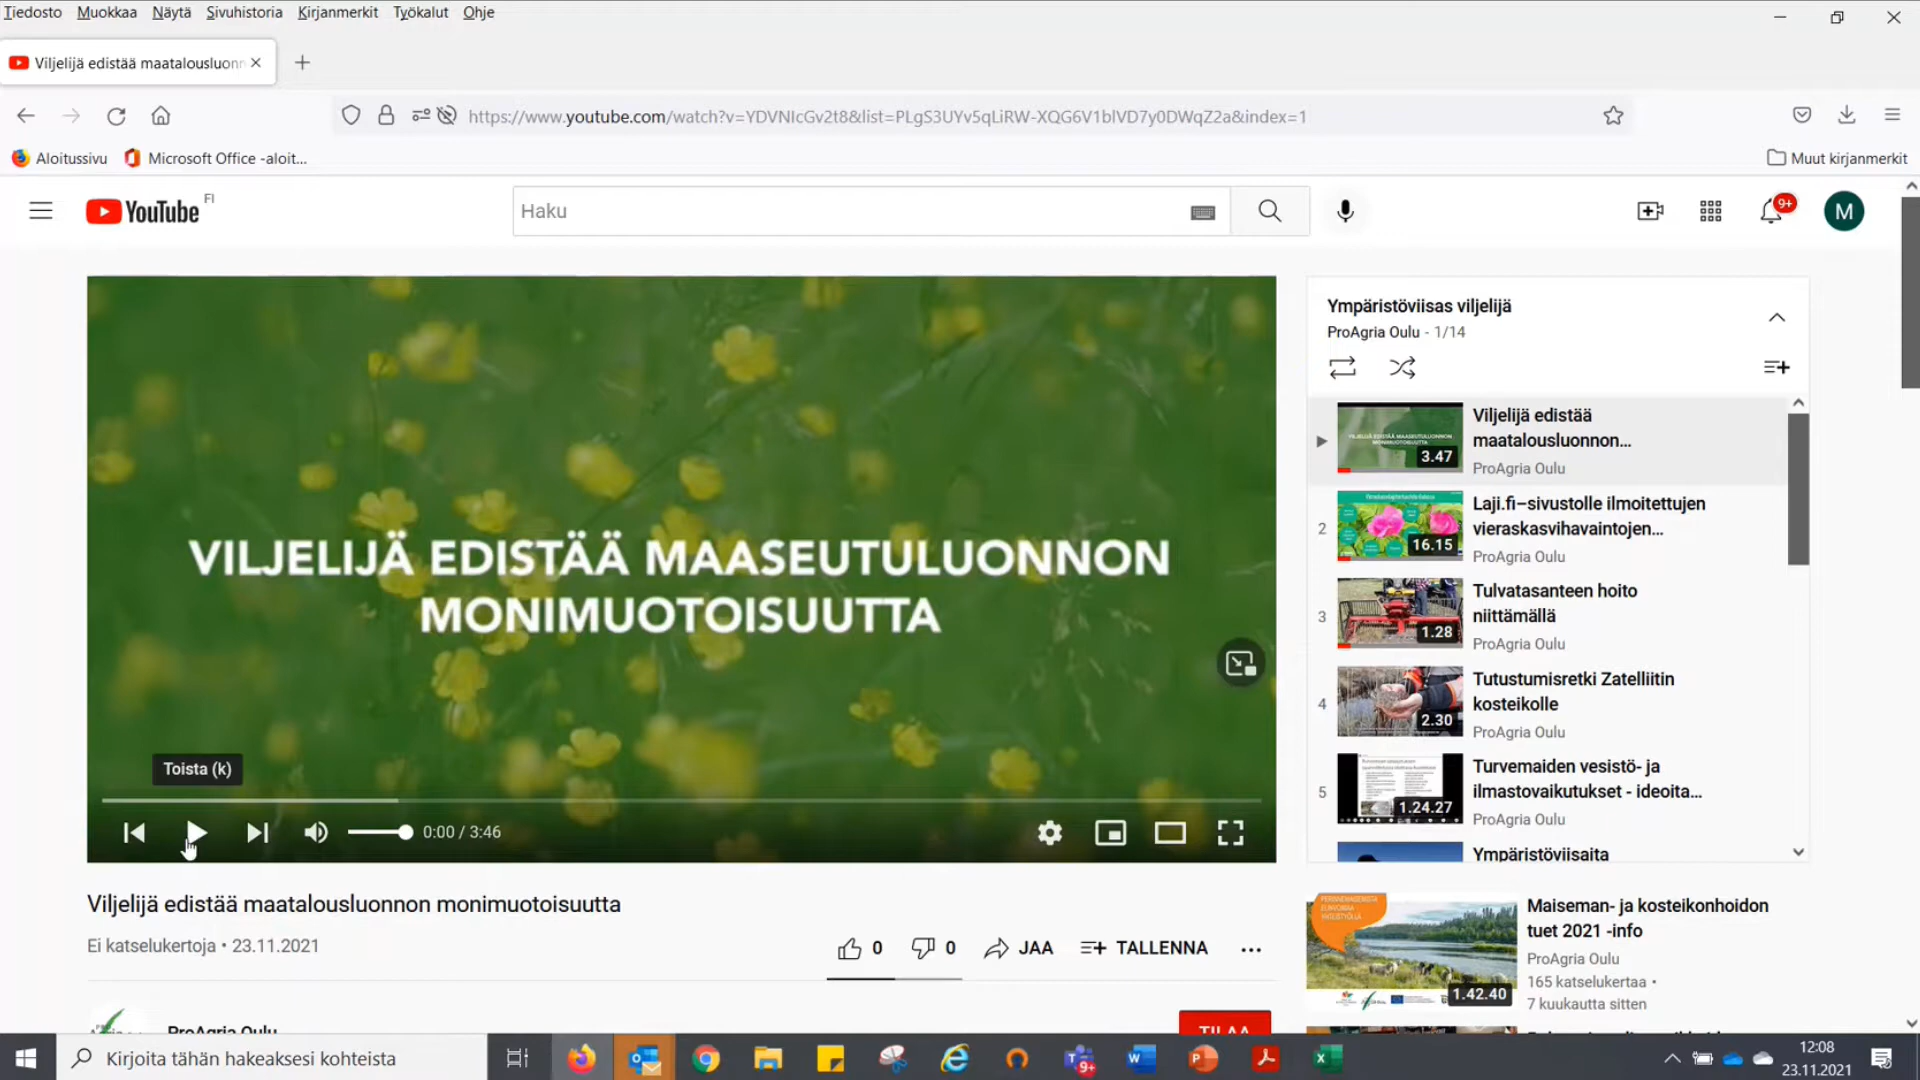 Tiedosto Muokkaa Näytä Sivuhistoria Kirjanmerkit Työkalut Ohje
Viljelijä edistää maatalousluonn
https://www.youtube.com/watch?v=YDVNIcGv2t8&list=PLgS3UYv5qLiRW-XQG6V1blVD7y0DWqZ2a&index=1
Aloitussivu Microsoft Office -aloit... Muut kirjanmerkit
YouTube FI
Haku
9+
M
VILJELIJÄ EDISTÄÄ MAASEUTULUONNON
MONIMUOTOISUUTTA
Toista (k)
0:00 / 3:46
Viljelijä edistää maatalousluonnon monimuotoisuutta
Ei katselukertoja • 23.11.2021
0 0 JAA TALLENNA ...
ProAgria Oulu
TILAA
Ympäristöviisas viljelijä
ProAgria Oulu - 1/14
Viljelijä edistää
maatalousluonnon...
ProAgria Oulu
3.47
2
Laji.fi–sivustolle ilmoitettujen
vieraskasvihavaintojen...
ProAgria Oulu
16.15
3
Tulvatasanteen hoito
niittämällä
ProAgria Oulu
1.28
4
Tutustumisretki Zatelliitin
kosteikolle
ProAgria Oulu
2.30
5
Turvemaiden vesistö- ja
ilmastovaikutukset - ideoita...
ProAgria Oulu
1.24.27
Ympäristöviisaita
Maiseman- ja kosteikonhoidon
tuet 2021 -info
ProAgria Oulu
165 katselukertaa •
7 kuukautta sitten
1.42.40
Kirjoita tähän hakeaksesi kohteista
9+
12:08
23.11.2021